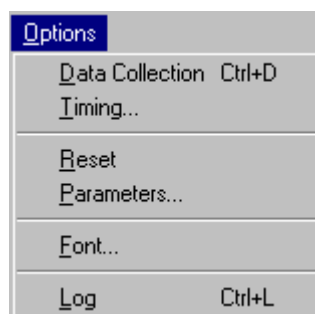 Options
Data Collection Ctrl+D
Timing...
Reset
Parameters...
Font...
Log Ctrl+L